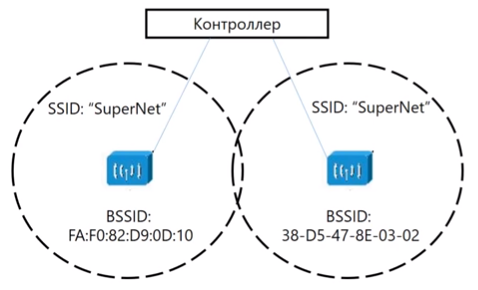 Контроллер
SSID: “SuperNet”
SSID: “SuperNet”
BSSID:
FA:F0:82:D9:0D:10
BSSID:
38-D5-47-8E-03-02